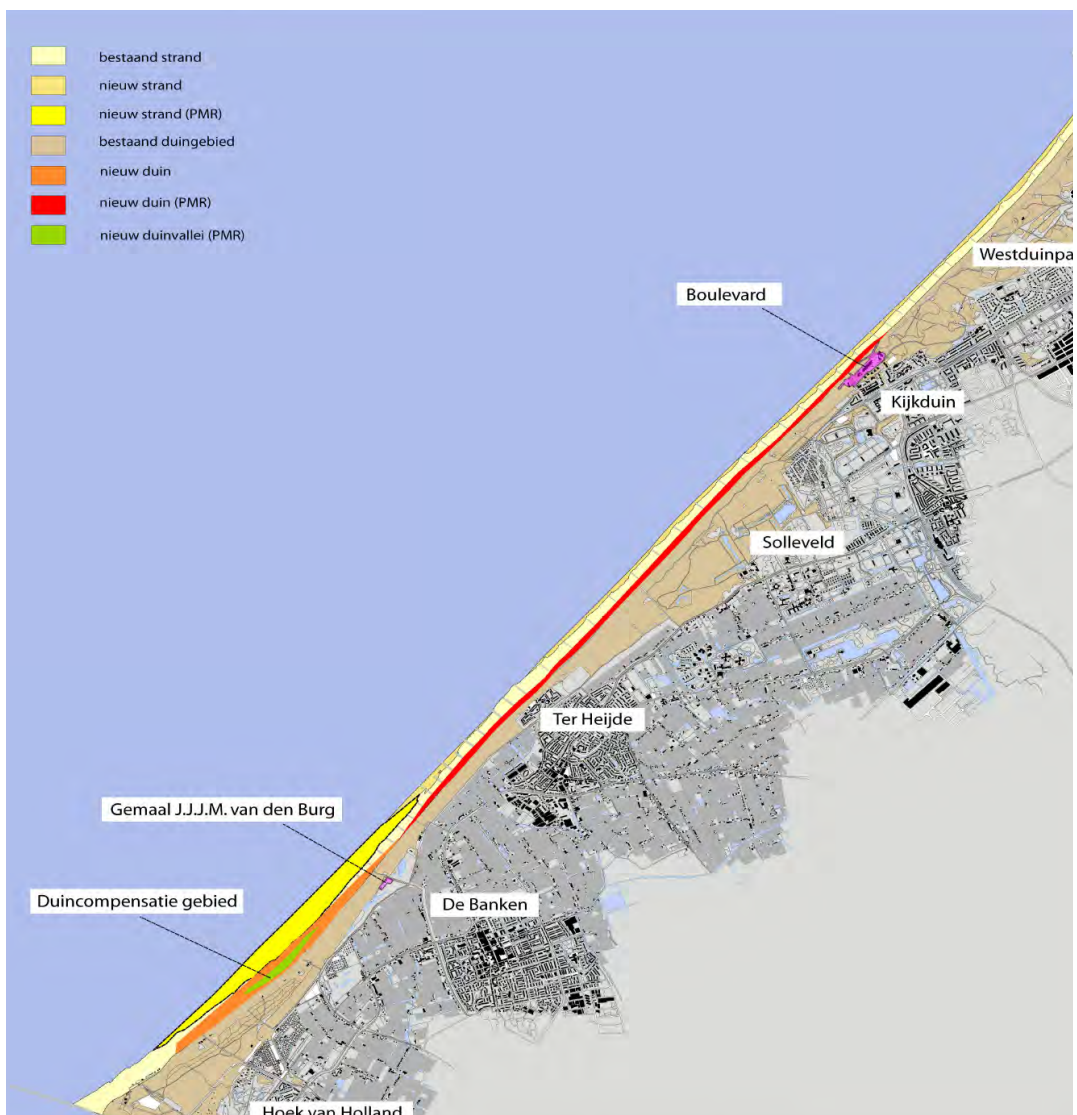 bestaand strand
nieuw strand
nieuw strand (PMR)
bestaand duingebied
nieuw duin
nieuw duin (PMR)
nieuw duinvallei (PMR)
Westduinpa
Boulevard
Kijkduin
Solleveld
Ter Heijde
Gemaal J.J.J.M. van den Burg
Duincompensatie gebied
De Banken
Hoek van Holland